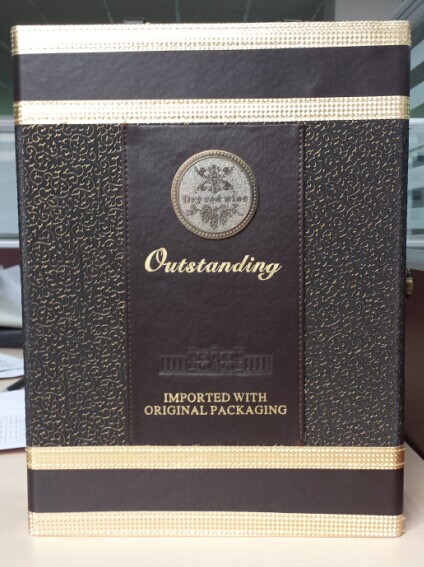 Dry red wine
Outstanding
IMPORTED WITH
ORIGINAL PACKAGING